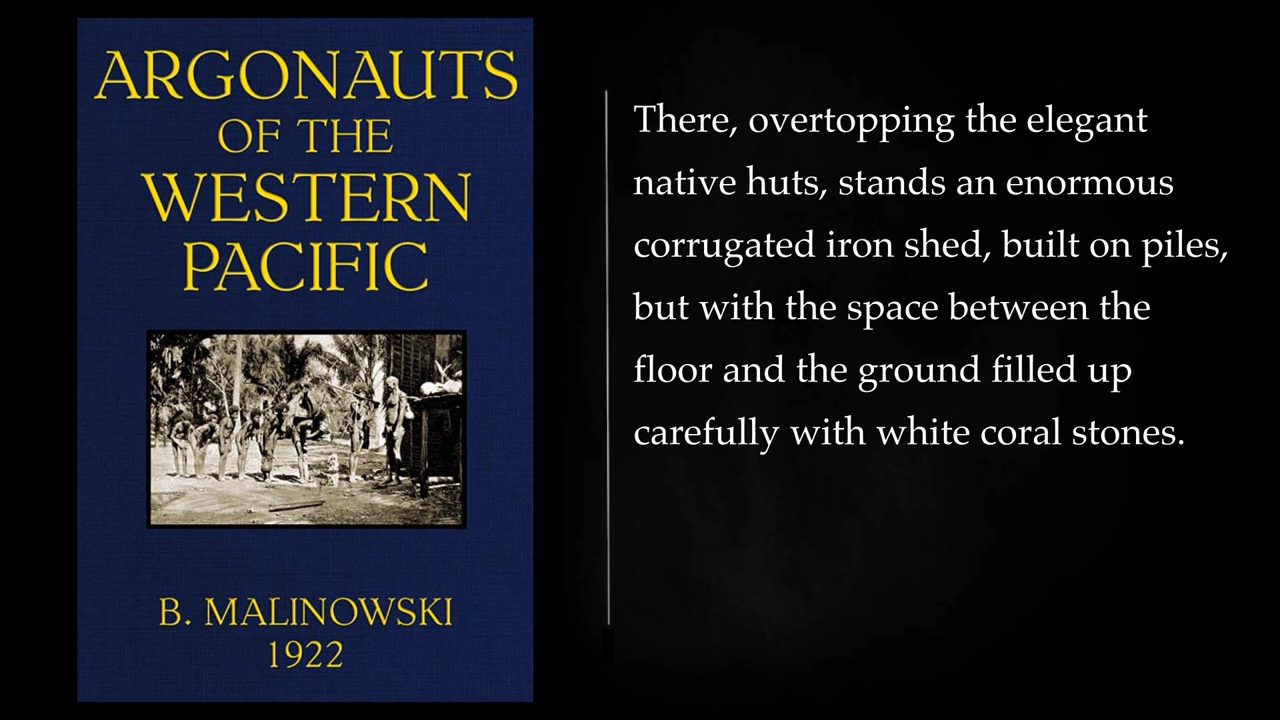 ARGONAUTS
OF THE
WESTERN
PACIFIC
B. MALINOWSKI
1922
There, overtopping the elegant
native huts, stands an enormous
corrugated iron shed, built on piles,
but with the space between the
floor and the ground filled up
carefully with white coral stones.